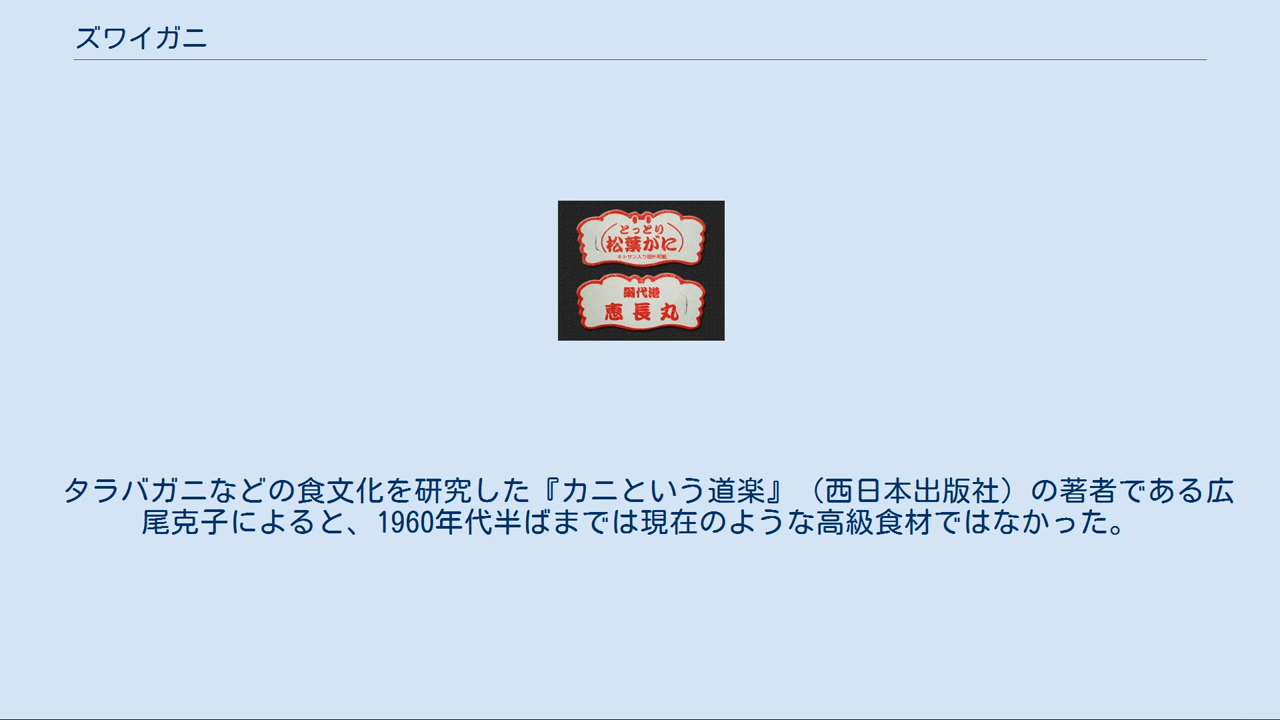 ズワイガニ
とっとり
松葉がに
網代港
恵長丸
タラバガニなどの食文化を研究した『カニという道楽』（西日本出版社）の著者である広
尾克子によると、1960年代半ばまでは現在のような高級食材ではなかった。